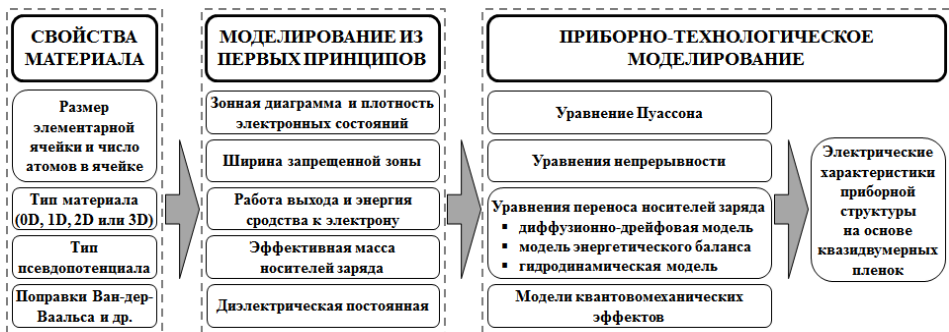 СВОЙСТВА
МАТЕРИАЛА
Размер
элементарной
ячейки и число
атомов в ячейке
Тип материала
(0D, 1D, 2D или 3D)
Тип
псевдопотенциала
Поправки Ван-дер-
Ваальса и др.
МОДЕЛИРОВАНИЕ ИЗ
ПЕРВЫХ ПРИНЦИПОВ
Зонная диаграмма и плотность
электронных состояний
Ширина запрещенной зоны
Работа выхода и энергия
сродства к электрону
Эффективная масса
носителей заряда
Диэлектрическая постоянная
ПРИБОРНО-ТЕХНОЛОГИЧЕСКОЕ
МОДЕЛИРОВАНИЕ
Уравнение Пуассона
Уравнения непрерывности
Уравнения переноса носителей заряда
▪ диффузионно-дрейфовая модель
▪ модель энергетического баланса
▪ гидродинамическая модель
Модели квантовомеханических
эффектов
Электрические
характеристики
приборной
структуры
на основе
квазидвумерных
пленок